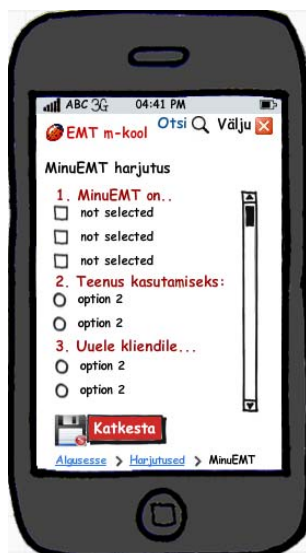 ABC 3G 04:41 PM
EMT m-kool Otsi Välju
MinuEMT harjutus
1. MinuEMT on..
not selected
not selected
not selected
2. Teenus kasutamiseks:
option 2
option 2
3. Uuele kliendile...
option 2
option 2
Katkesta
Algusesse > Harjutused > MinuEMT